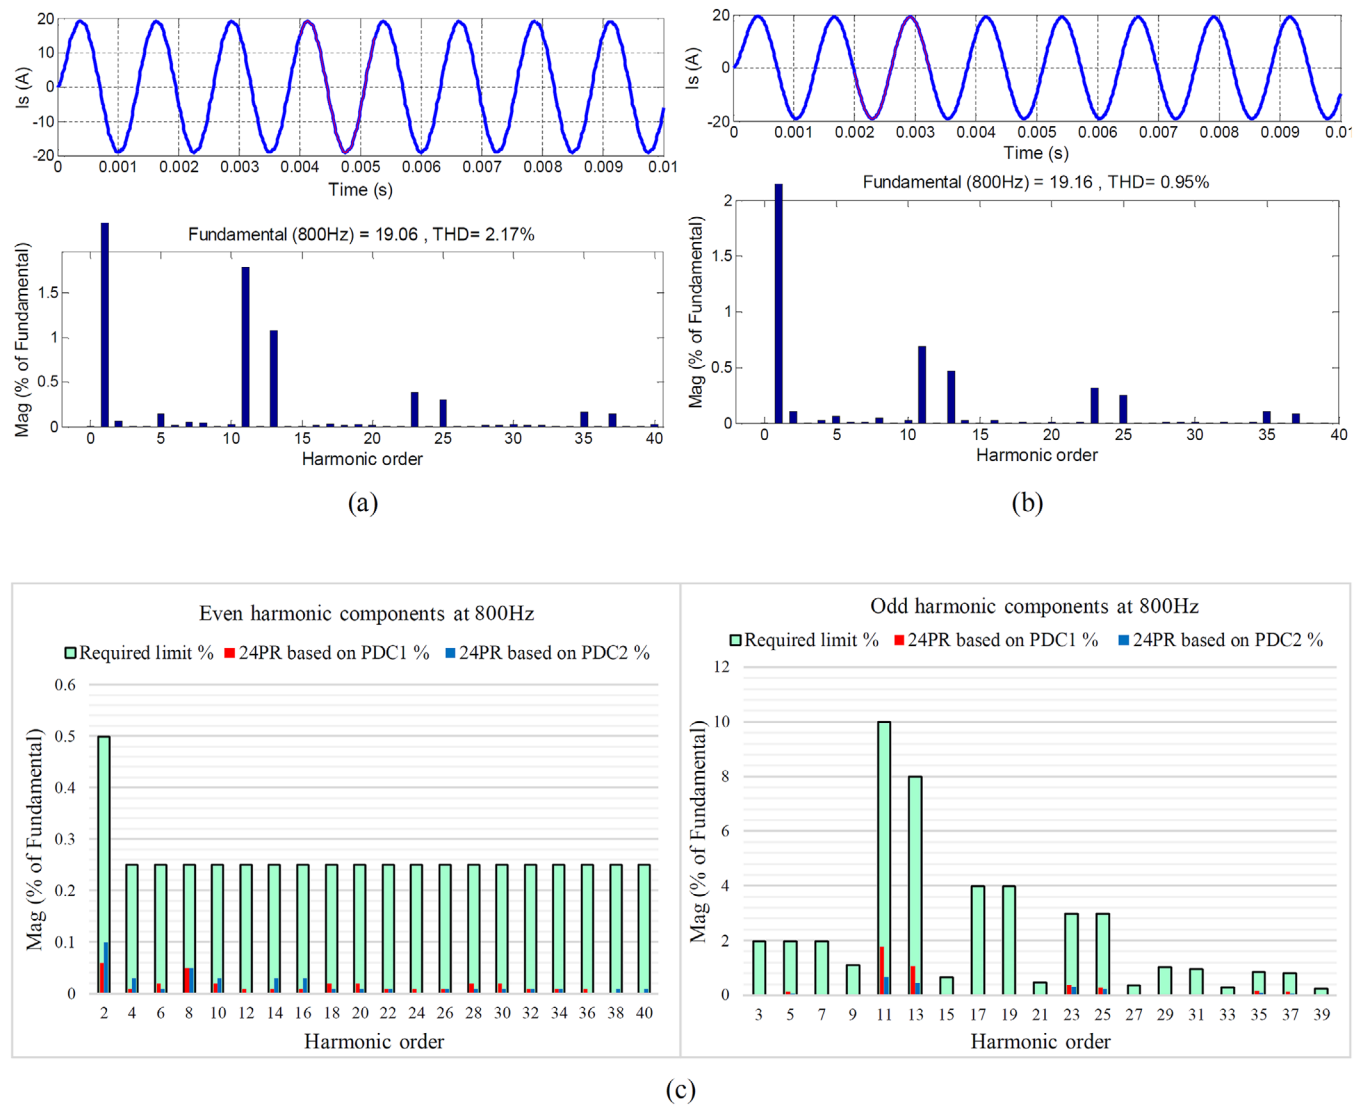 20
10
0
-10
20
Is (A)
0 0.001 0.002 0.003 0.004 0.005 0.006 0.007 0.008 0.009 0.01
Time (s)
Fundamental (800Hz) = 19.06 , THD= 2.17%
1.5
1
0.5
0
Mag (% of Fundamental)
0 5 10 15 20 25 30 35 40
Harmonic order
(a)
20
0
-20
Is (A)
0 0.001 0.002 0.003 0.004 0.005 0.006 0.007 0.008 0.009 0.01
Time (s)
Fundamental (800Hz) = 19.16 , THD= 0.95%
2
1.5
1
0.5
0
Mag (% of Fundamental)
0 5 10 15 20 25 30 35 40
Harmonic order
(b)
Even harmonic components at 800Hz
Required limit % 24PR based on PDC1 % 24PR based on PDC2 %
0.6
0.5
0.4
0.3
0.2
0.1
0
Mag (% of Fundamental)
2 4 6 8 10 12 14 16 18 20 22 24 26 28 30 32 34 36 38 40
Harmonic order
Odd harmonic components at 800Hz
Required limit % 24PR based on PDC1 % 24PR based on PDC2 %
12
10
8
6
4
2
0
Mag (% of Fundamental)
3 5 7 9 11 13 15 17 19 21 23 25 27 29 31 33 35 37 39
Harmonic order
(c)